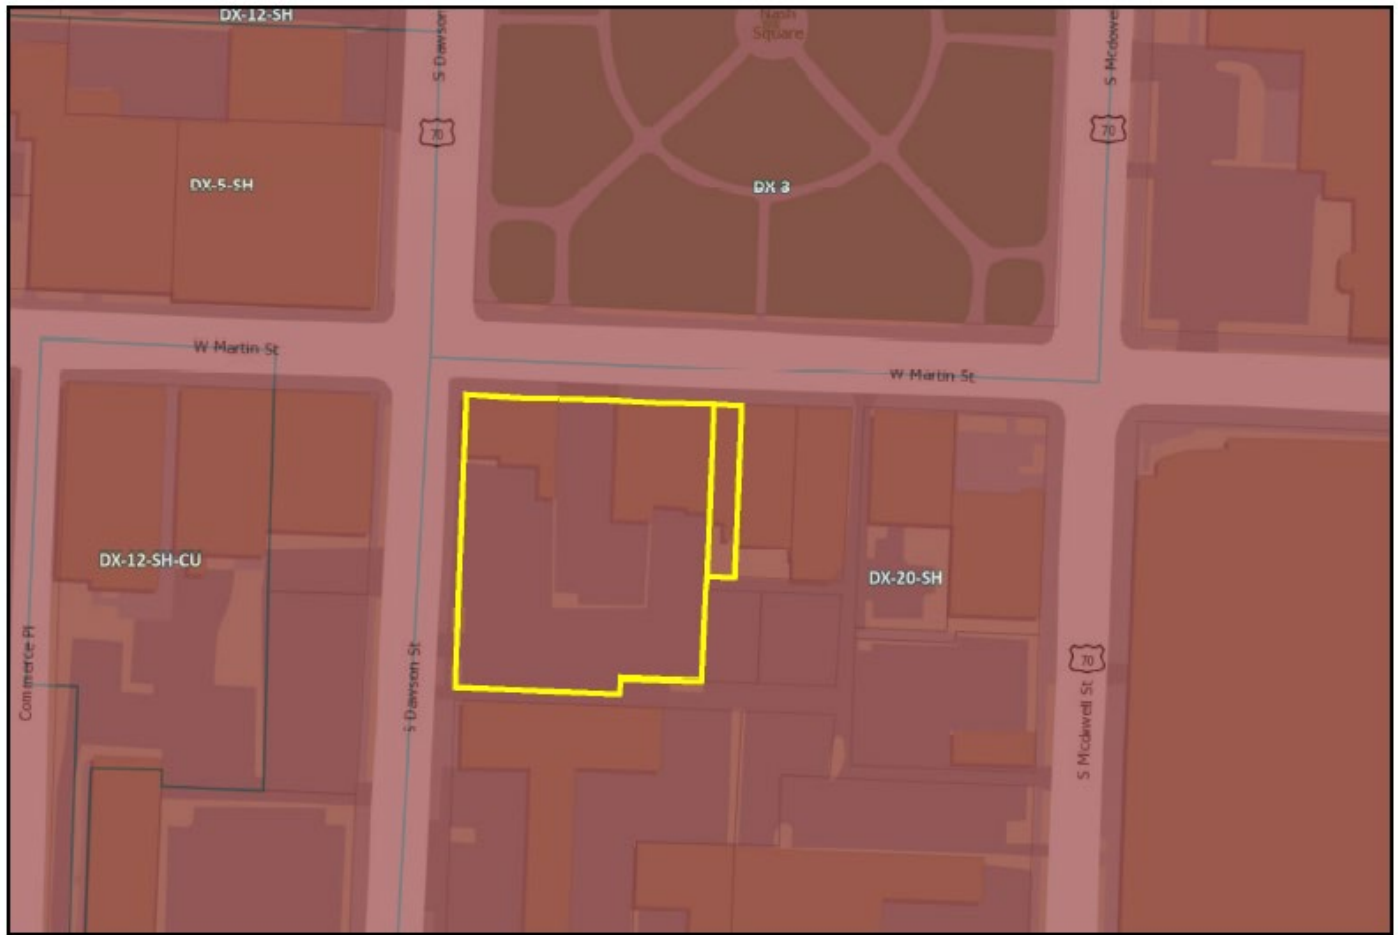 DX-12-SH
S Dawson
Nash
Square
S Mcdowe
70
70
DX-5-SH
DX-3
W Martin St
W Martin St
DX-12-SH-CU
DX-20-SH
Commerce Pl
S Dawson St
70
S Mcdowell St